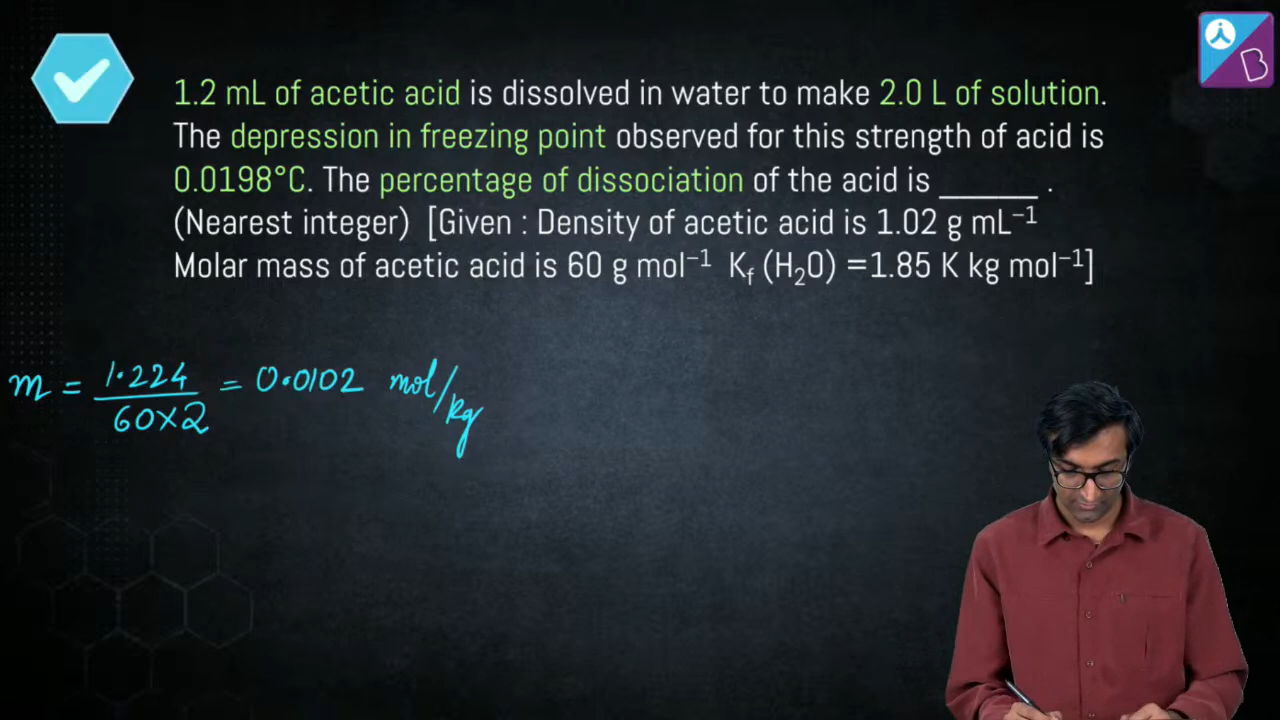 1.2 mL of acetic acid is dissolved in water to make 2.0 L of solution.
The depression in freezing point observed for this strength of acid is
0.0198°C. The percentage of dissociation of the acid is ______ .
(Nearest integer) [Given : Density of acetic acid is 1.02 g mL⁻¹
Molar mass of acetic acid is 60 g mol⁻¹ K_f (H₂O) =1.85 K kg mol⁻¹]
m = 1.224 / 60×2 = 0.0102 mol/kg
B